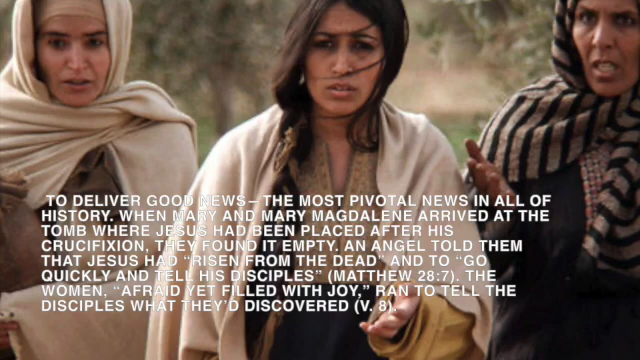 TO DELIVER GOOD NEWS— THE MOST PIVOTAL NEWS IN ALL OF
HISTORY. WHEN MARY AND MARY MAGDALENE ARRIVED AT THE
TOMB WHERE JESUS HAD BEEN PLACED AFTER HIS
CRUCIFIXION, THEY FOUND IT EMPTY. AN ANGEL TOLD THEM
THAT JESUS HAD “RISEN FROM THE DEAD” AND TO “GO
QUICKLY AND TELL HIS DISCIPLES” (MATTHEW 28:7). THE
WOMEN, “AFRAID YET FILLED WITH JOY,” RAN TO TELL THE
DISCIPLES WHAT THEY’D DISCOVERED (V. 8).